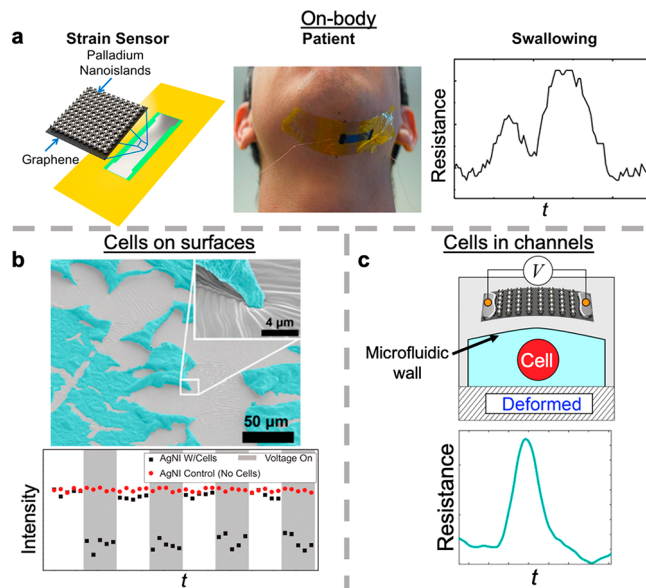 On-body
a
Strain Sensor
Palladium
Nanoislands
Graphene
Patient
Swallowing
Resistance
t
Cells on surfaces
b
4 µm
50 µm
AgNI W/Cells
Voltage On
AgNI Control (No Cells)
Intensity
t
Cells in channels
c
V
Microfluidic
wall
Cell
Deformed
Resistance
t